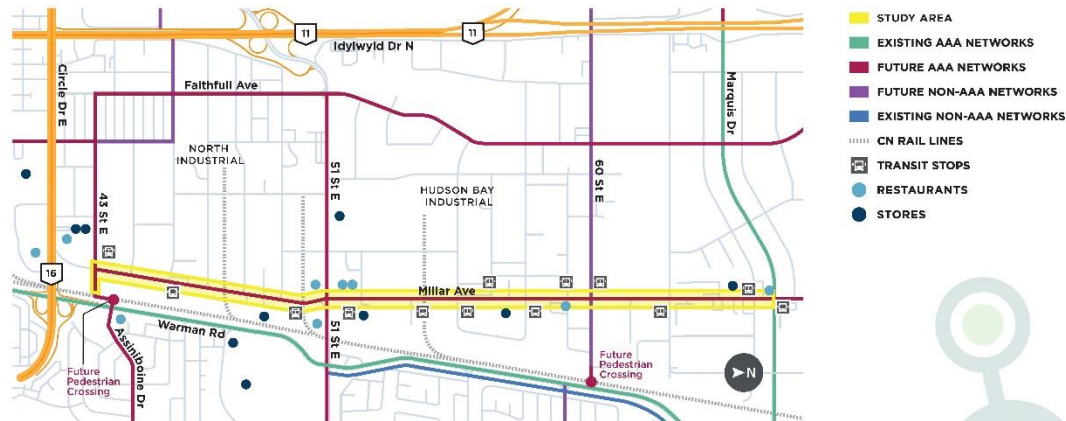 11
11
Idylwyld Dr N
Circle Dr E
Faithfull Ave
Marquis Dr
NORTH
INDUSTRIAL
51 St E
60 St E
43 St E
HUDSON BAY
INDUSTRIAL
16
Millar Ave
Warman Rd
Assiniboine Dr
51 St E
Future
Pedestrian
Crossing
Future
Pedestrian
Crossing
N
STUDY AREA
EXISTING AAA NETWORKS
FUTURE AAA NETWORKS
FUTURE NON-AAA NETWORKS
EXISTING NON-AAA NETWORKS
CN RAIL LINES
TRANSIT STOPS
RESTAURANTS
STORES